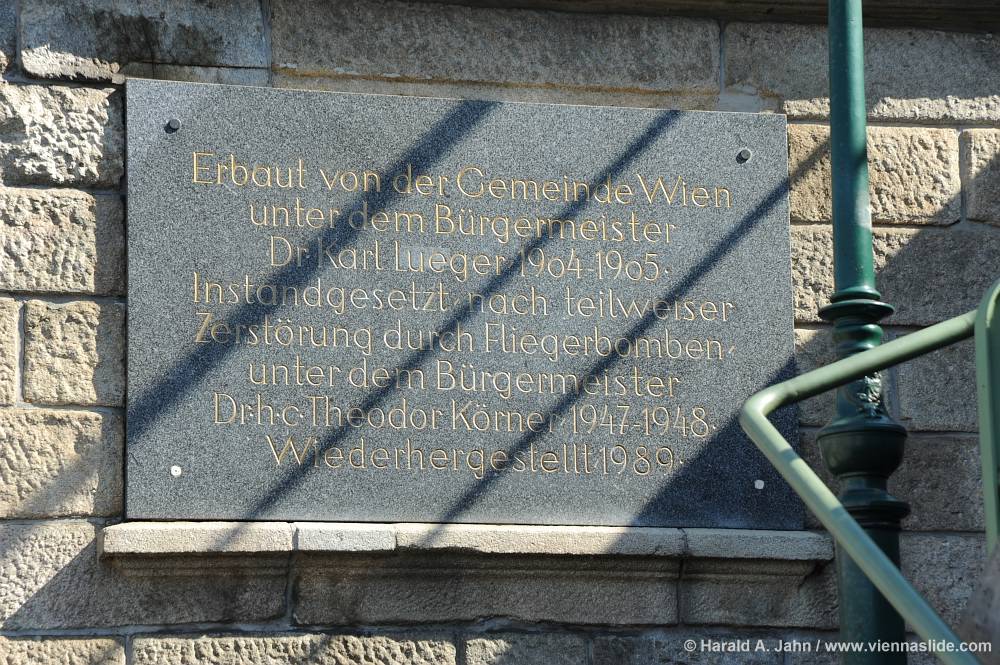 Erbaut von der Gemeinde Wien
unter dem Bürgermeister
Dr. Karl Lueger 1904-1905·
Instandgesetzt nach teilweiser
Zerstörung durch Fliegerbomben,
unter dem Bürgermeister
Dr·h·c·Theodor Körner 1947-1948·
Wiederhergestellt 1989·
© Harald A. Jahn / www.viennaslide.com